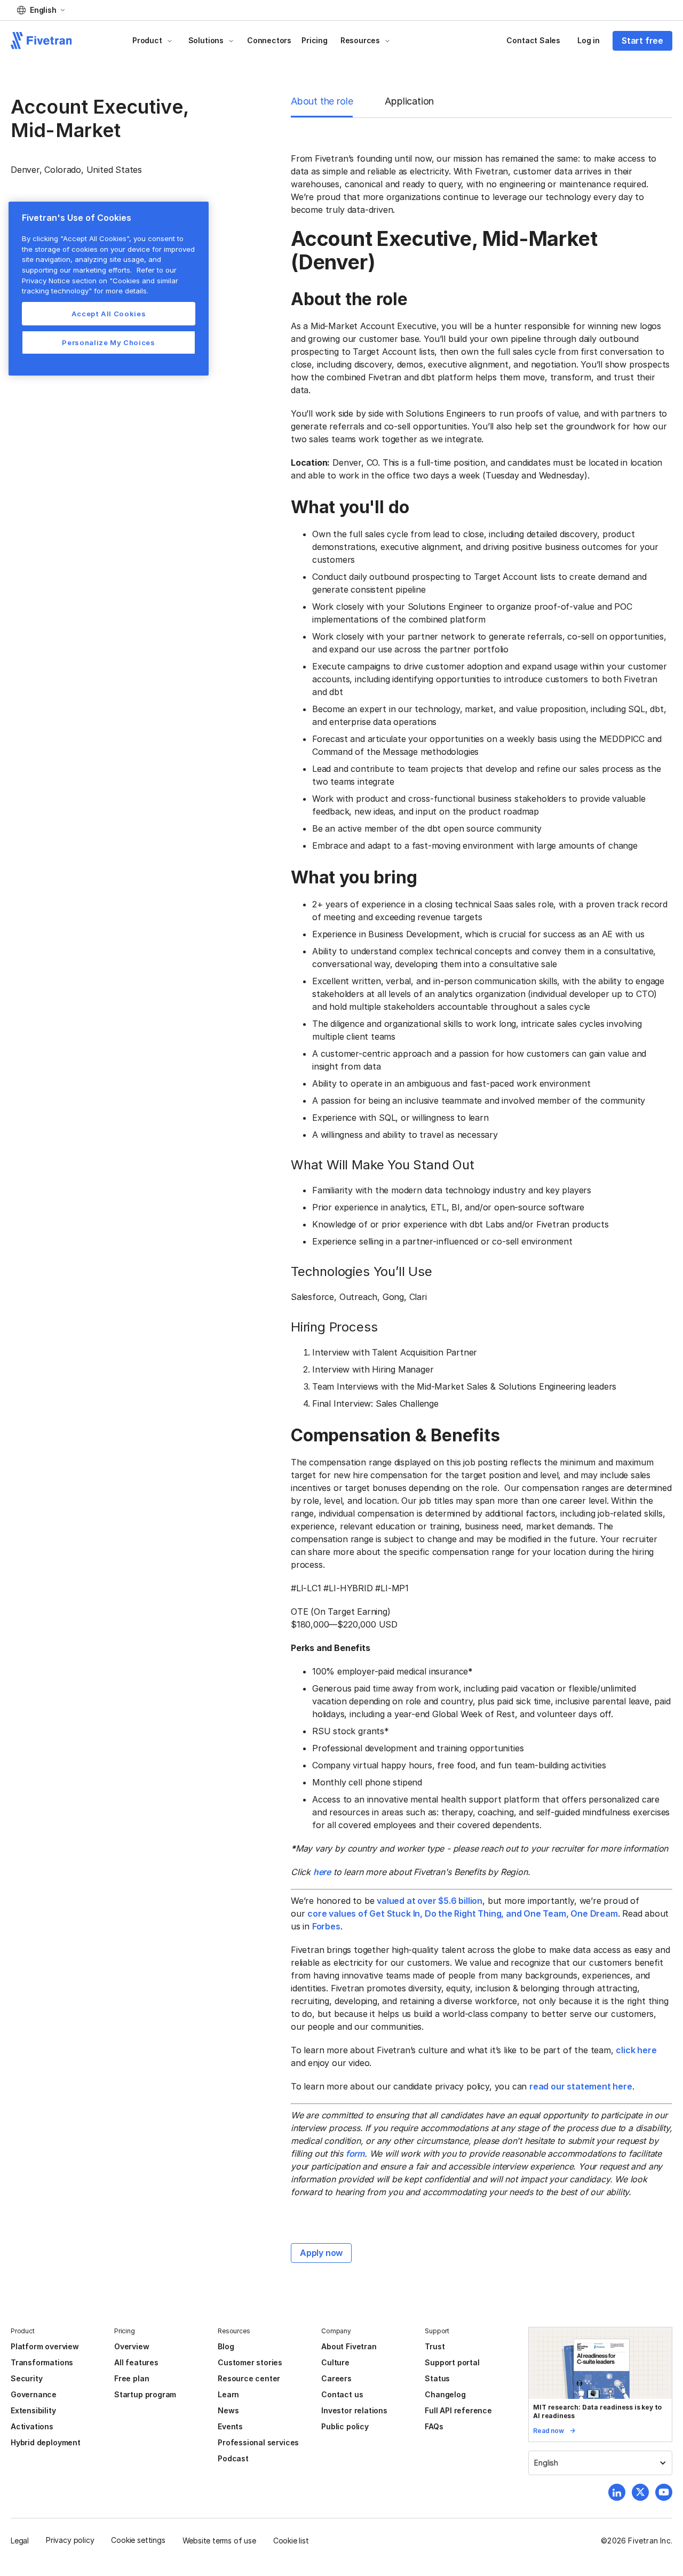 English
Fivetran
Product
Solutions
Connectors
Pricing
Resources
Contact Sales
Log in
Start free
Account Executive,
Mid-Market
Denver, Colorado, United States
Fivetran's Use of Cookies
By clicking "Accept All Cookies", you consent
to the storage of cookies on your device for improved
site navigation, analyzing site usage, and
supporting our marketing efforts. Refer to our
Privacy Notice section on "Cookies and similar
tracking technology" for more details.
Accept All Cookies
Personalize My Choices
About the role
Application
From Fivetran’s founding until now, our mission has remained the same: to make access to
data as simple and reliable as electricity. With Fivetran, customer data arrives in their
warehouses, canonical and ready to query, with no engineering or maintenance required.
We’re proud that more organizations continue to leverage our technology every day to
become truly data-driven.
Account Executive, Mid-Market
(Denver)
About the role
As a Mid-Market Account Executive, you will be a hunter responsible for winning new logos
and growing our customer base. You’ll build your own pipeline through daily outbound
prospecting to Target Account lists, then own the full sales cycle from first conversation to
close, including discovery, demos, executive alignment, and negotiation. You’ll show prospects
how the combined Fivetran and dbt platform helps them move, transform, and trust their
data.
You’ll work side by side with Solutions Engineers to run proofs of value, and with partners to
generate referrals and co-sell opportunities. You’ll also help set the groundwork for how our
two sales teams work together as we integrate.
Location: Denver, CO. This is a full-time position, and candidates must be located in location
and able to work in the office two days a week (Tuesday and Wednesday).
What you'll do
• Own the full sales cycle from lead to close, including detailed discovery, product
demonstrations, executive alignment, and driving positive business outcomes for your
customers
• Conduct daily outbound prospecting to Target Account lists to create demand and
generate consistent pipeline
• Work closely with your Solutions Engineer to organize proof-of-value and POC
implementations of the combined platform
• Work closely with your partner network to generate referrals, co-sell on opportunities,
and expand our use across the partner portfolio
• Execute campaigns to drive customer adoption and expand usage within your customer
accounts, including identifying opportunities to introduce customers to both Fivetran
and dbt
• Become an expert in our technology, market, and value proposition, including SQL, dbt,
and enterprise data operations
• Forecast and articulate your opportunities on a weekly basis using the MEDDPICC and
Command of the Message methodologies
• Lead and contribute to team projects that develop and refine our sales process as the
two teams integrate
• Work with product and cross-functional business stakeholders to provide valuable
feedback, new ideas, and input on the product roadmap
• Be an active member of the dbt open source community
• Embrace and adapt to a fast-moving environment with large amounts of change
What you bring
• 2+ years of experience in a closing technical Saas sales role, with a proven track record
of meeting and exceeding revenue targets
• Experience in Business Development, which is crucial for success as an AE with us
• Ability to understand complex technical concepts and convey them in a consultative,
conversational way, developing them into a consultative sale
• Excellent written, verbal, and in-person communication skills, with the ability to engage
stakeholders at all levels of an analytics organization (individual developer up to CTO)
and hold multiple stakeholders accountable throughout a sales cycle
• The diligence and organizational skills to work long, intricate sales cycles involving
multiple client teams
• A customer-centric approach and a passion for how customers can gain value and
insight from data
• Ability to operate in an ambiguous and fast-paced work environment
• A passion for being an inclusive teammate and involved member of the community
• Experience with SQL, or willingness to learn
• A willingness and ability to travel as necessary
What Will Make You Stand Out
• Familiarity with the modern data technology industry and key players
• Prior experience in analytics, ETL, BI, and/or open-source software
• Knowledge of or prior experience with dbt Labs and/or Fivetran products
• Experience selling in a partner-influenced or co-sell environment
Technologies You’ll Use
Salesforce, Outreach, Gong, Clari
Hiring Process
1. Interview with Talent Acquisition Partner
2. Interview with Hiring Manager
3. Team Interviews with the Mid-Market Sales & Solutions Engineering leaders
4. Final Interview: Sales Challenge
Compensation & Benefits
The compensation range displayed on this job posting reflects the minimum and maximum
target for new hire compensation for the target position and level, and may include sales
incentives or target bonuses depending on the role. Our compensation ranges are determined
by role, level, and location. Our job titles may span more than one career level. Within the
range, individual compensation is determined by additional factors, including job-related skills,
experience, relevant education or training, business need, market demands. The
compensation range is subject to change and may be modified in the future. Your recruiter
can share more about the specific compensation range for your location during the hiring
process.
#LI-LC1 #LI-HYBRID #LI-MP1
OTE (On Target Earning)
$180,000—$220,000 USD
Perks and Benefits
• 100% employer-paid medical insurance*
• Generous paid time away from work, including paid vacation or flexible/unlimited
vacation depending on role and country, plus paid sick time, inclusive parental leave, paid
holidays, including a year-end Global Week of Rest, and volunteer days off.
• RSU stock grants*
• Professional development and training opportunities
• Company virtual happy hours, free food, and fun team-building activities
• Monthly cell phone stipend
• Access to an innovative mental health support platform that offers personalized care
and resources in areas such as: therapy, coaching, and self-guided mindfulness exercises
for all covered employees and their covered dependents.
*May vary by country and worker type - please reach out to your recruiter for more information
Click here to learn more about Fivetran's Benefits by Region.
We’re honored to be valued at over $5.6 billion, but more importantly, we’re proud of
our core values of Get Stuck In, Do the Right Thing, and One Team, One Dream. Read about
us in Forbes.
Fivetran brings together high-quality talent across the globe to make data access as easy and
reliable as electricity for our customers. We value and recognize that our customers benefit
from having innovative teams made of people from many backgrounds, experiences, and
identities. Fivetran promotes diversity, equity, inclusion & belonging through attracting,
recruiting, developing, and retaining a diverse workforce, not only because it is the right thing
to do, but because it helps us build a world-class company to better serve our customers,
our people and our communities.
To learn more about Fivetran’s culture and what it’s like to be part of the team, click here
and enjoy our video.
To learn more about our candidate privacy policy, you can read our statement here.
We are committed to ensuring that all candidates have an equal opportunity to participate in our
interview process. If you require accommodations at any stage of the process due to a disability,
medical condition, or any other circumstance, please don't hesitate to submit your request by
filling out this form. We will work with you to provide reasonable accommodations to facilitate
your participation and ensure a fair and accessible interview experience. Your request and any
information provided will be kept confidential and will not impact your candidacy. We look
forward to hearing from you and accommodating your needs to the best of our ability.
Apply now
Product
Platform overview
Transformations
Security
Governance
Extensibility
Activations
Hybrid deployment
Pricing
Overview
All features
Free plan
Startup program
Resources
Blog
Customer stories
Resource center
Learn
News
Events
Professional services
Podcast
Company
About Fivetran
Culture
Careers
Contact us
Investor relations
Public policy
Support
Trust
Support portal
Status
Changelog
Full API reference
FAQs
AI readiness for
C-suite leaders
MIT research: Data readiness is key to
AI readiness
Read now
English
Legal
Privacy policy
Cookie settings
Website terms of use
Cookie list
©2026 Fivetran Inc.